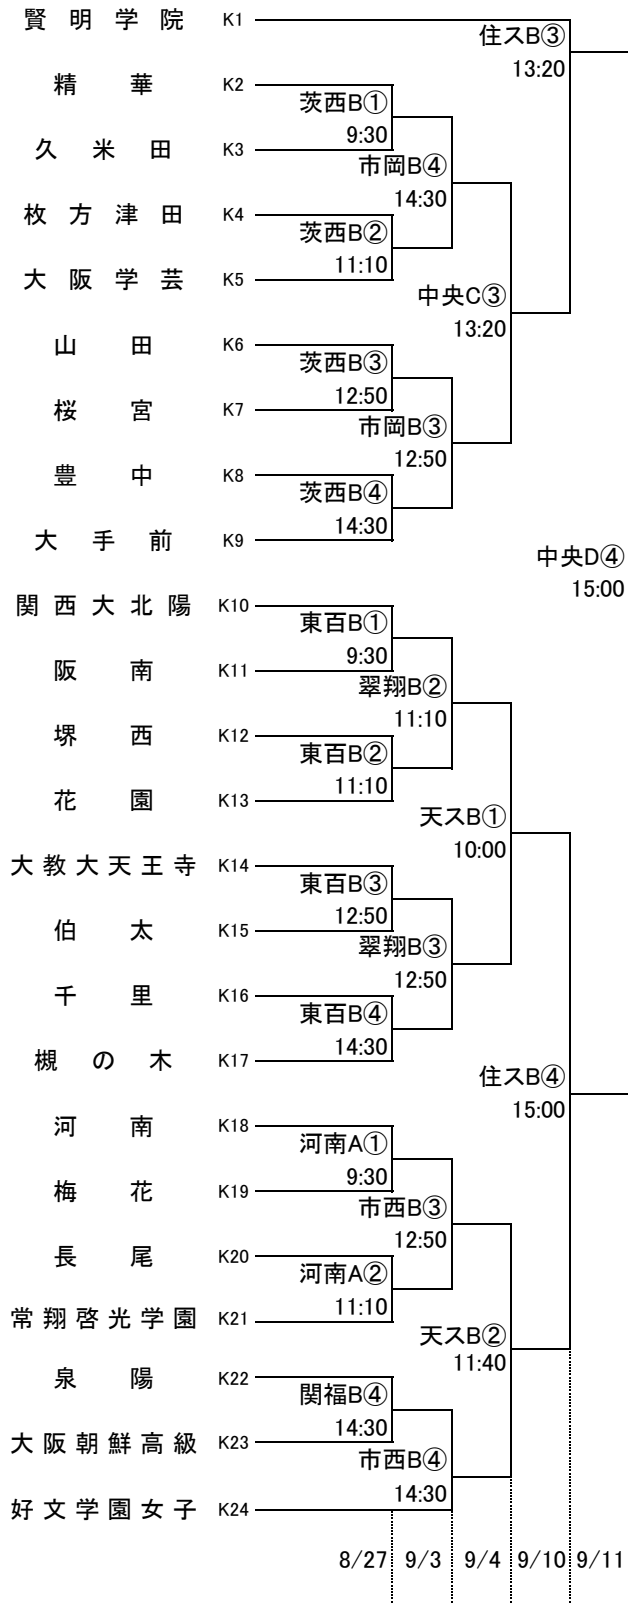 賢明学院 K1
住スB③
13:20
精華 K2
茨西B①
9:30
久米田 K3
市岡B④
14:30
枚方津田 K4
茨西B②
11:10
大阪学芸 K5
中央C③
13:20
山田 K6
茨西B③
12:50
桜宮 K7
市岡B③
12:50
豊中 K8
茨西B④
14:30
大手前 K9
中央D④
15:00
関西大北陽 K10
東百B①
9:30
阪南 K11
翠翔B②
11:10
堺西 K12
東百B②
11:10
花園 K13
天スB①
10:00
大教大天王寺 K14
東百B③
12:50
伯太 K15
翠翔B③
12:50
千里 K16
東百B④
14:30
槻の木 K17
住スB④
15:00
河南 K18
河南A①
9:30
梅花 K19
市西B③
12:50
長尾 K20
河南A②
11:10
常翔啓光学園 K21
天スB②
11:40
泉陽 K22
関福B④
14:30
大阪朝鮮高級 K23
市西B④
14:30
好文学園女子 K24
8/27 9/3 9/4 9/10 9/11